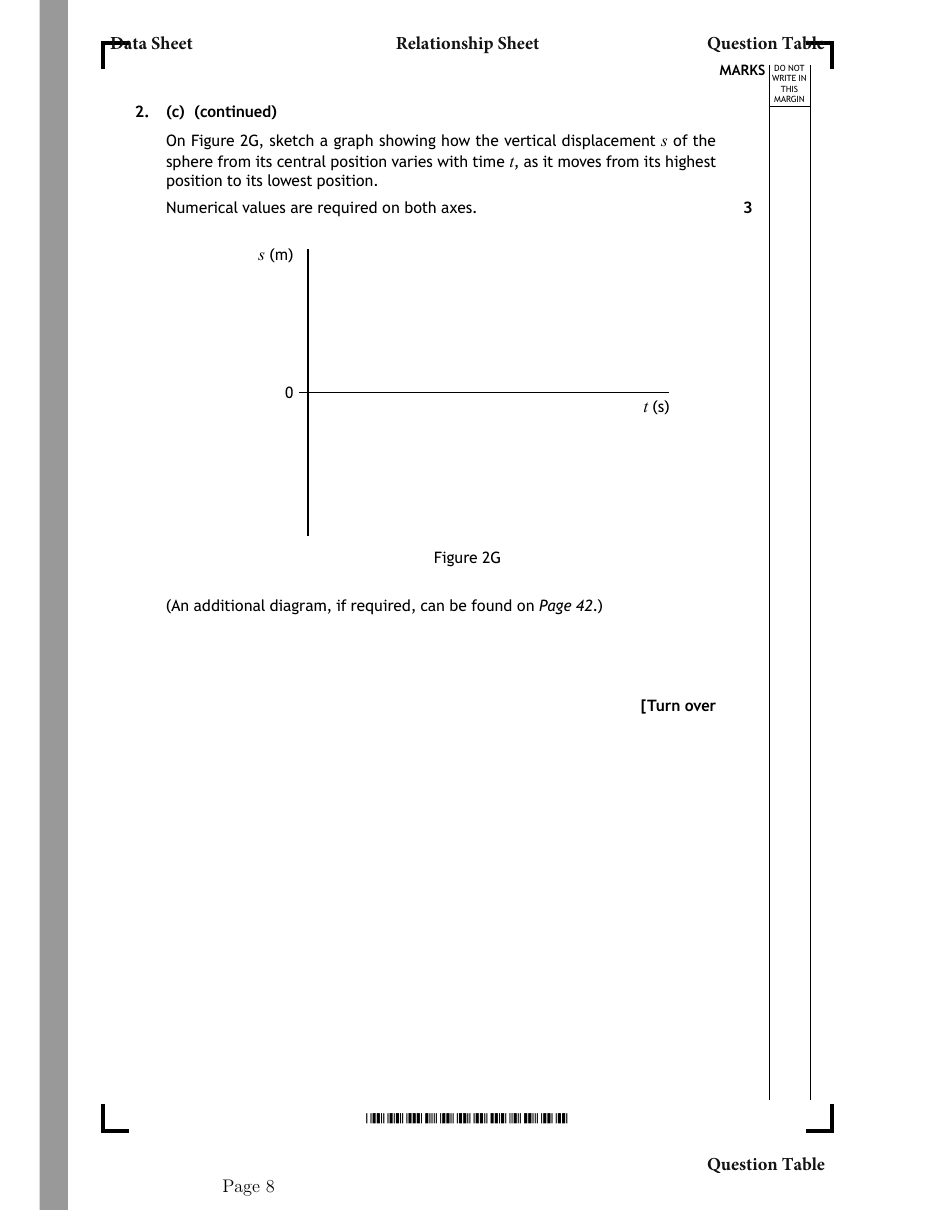 Data Sheet Relationship Sheet Question Table
MARKS
DO NOT
WRITE IN
THIS
MARGIN
2. (c) (continued)
On Figure 2G, sketch a graph showing how the vertical displacement s of the
sphere from its central position varies with time t, as it moves from its highest
position to its lowest position.
Numerical values are required on both axes. 3
s (m)
0
t (s)
Figure 2G
(An additional diagram, if required, can be found on Page 42.)
[Turn over
Question Table
Page 8